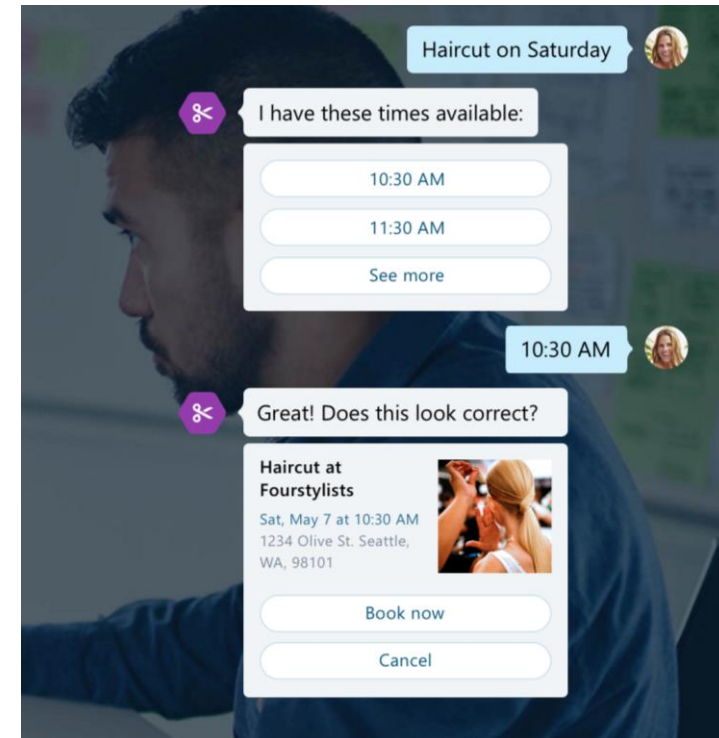 Haircut on Saturday
I have these times available:
10:30 AM
11:30 AM
See more
10:30 AM
Great! Does this look correct?
Haircut at
Fourstylists
Sat, May 7 at 10:30 AM
1234 Olive St. Seattle,
WA, 98101
Book now
Cancel